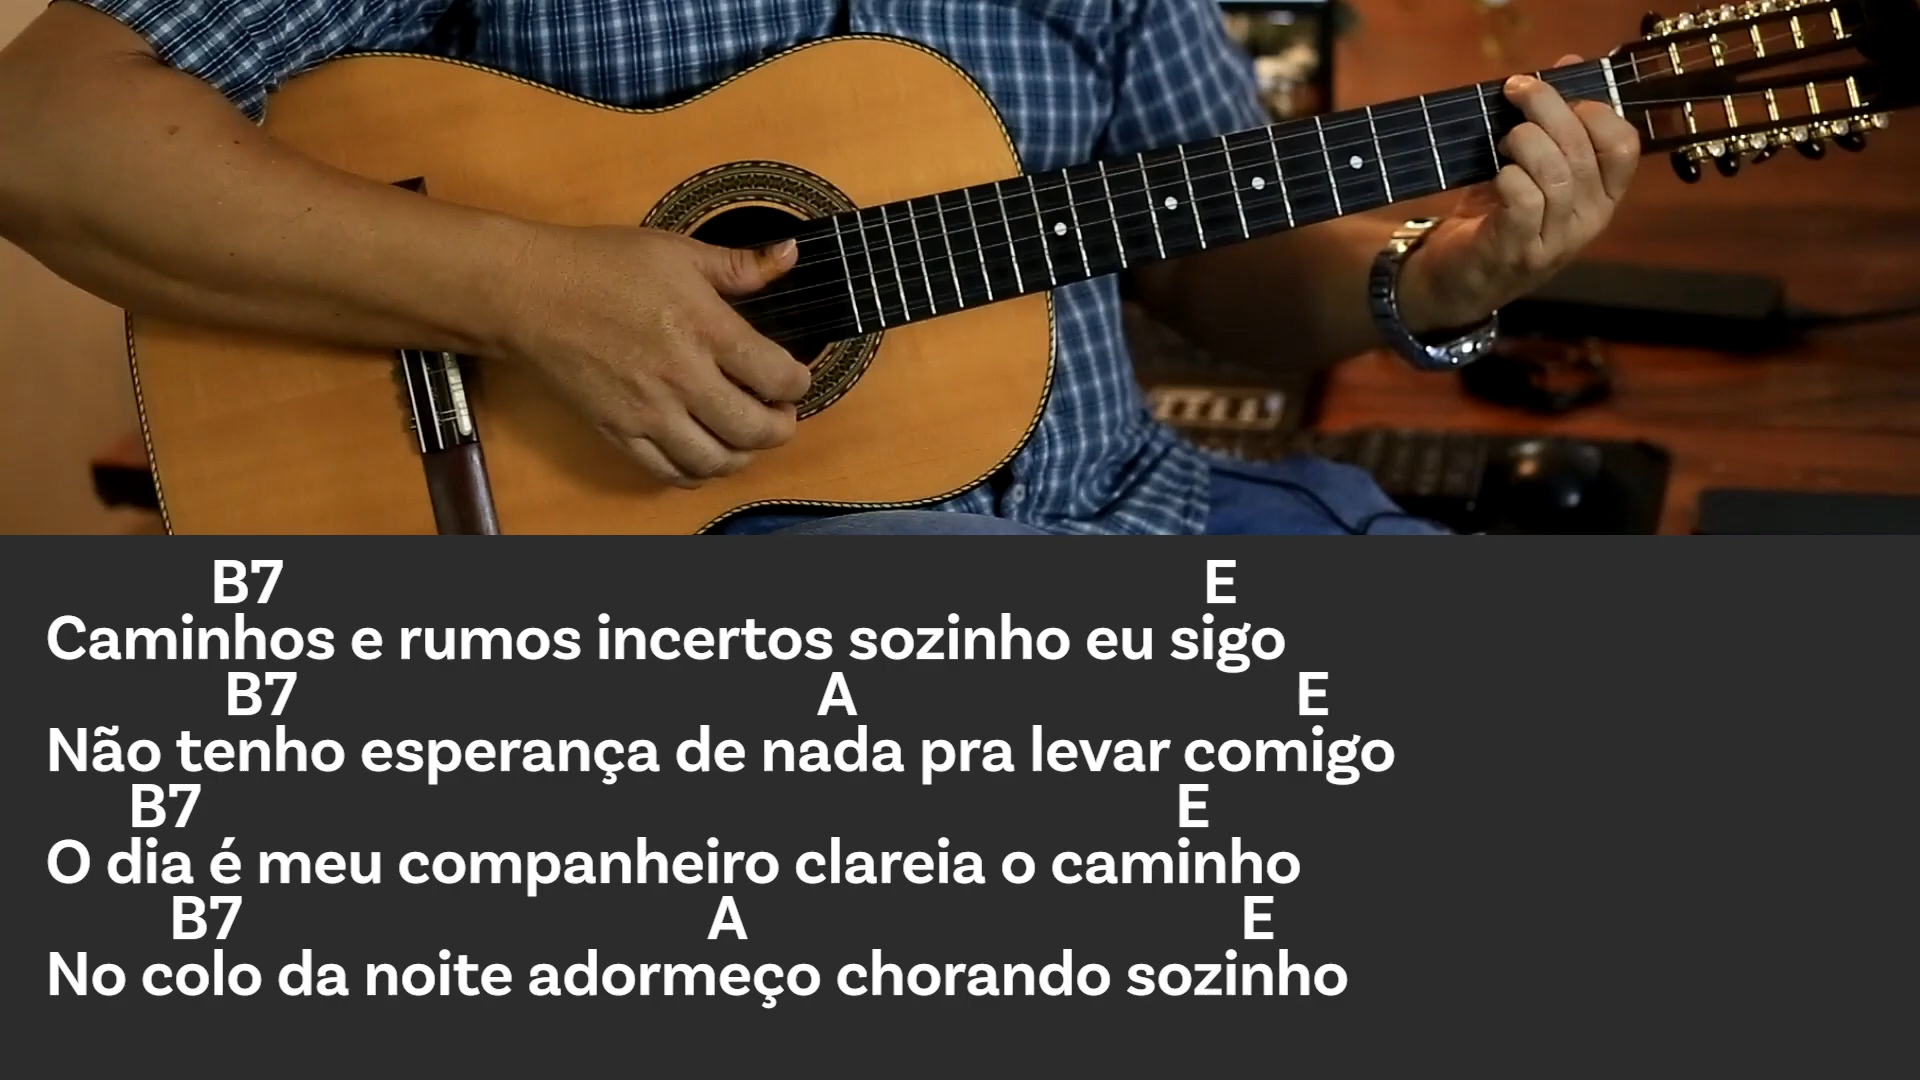 B7 E
Caminhos e rumos incertos sozinho eu sigo
B7 A E
Não tenho esperança de nada pra levar comigo
B7 E
O dia é meu companheiro clareia o caminho
B7 A E
No colo da noite adormeço chorando sozinho